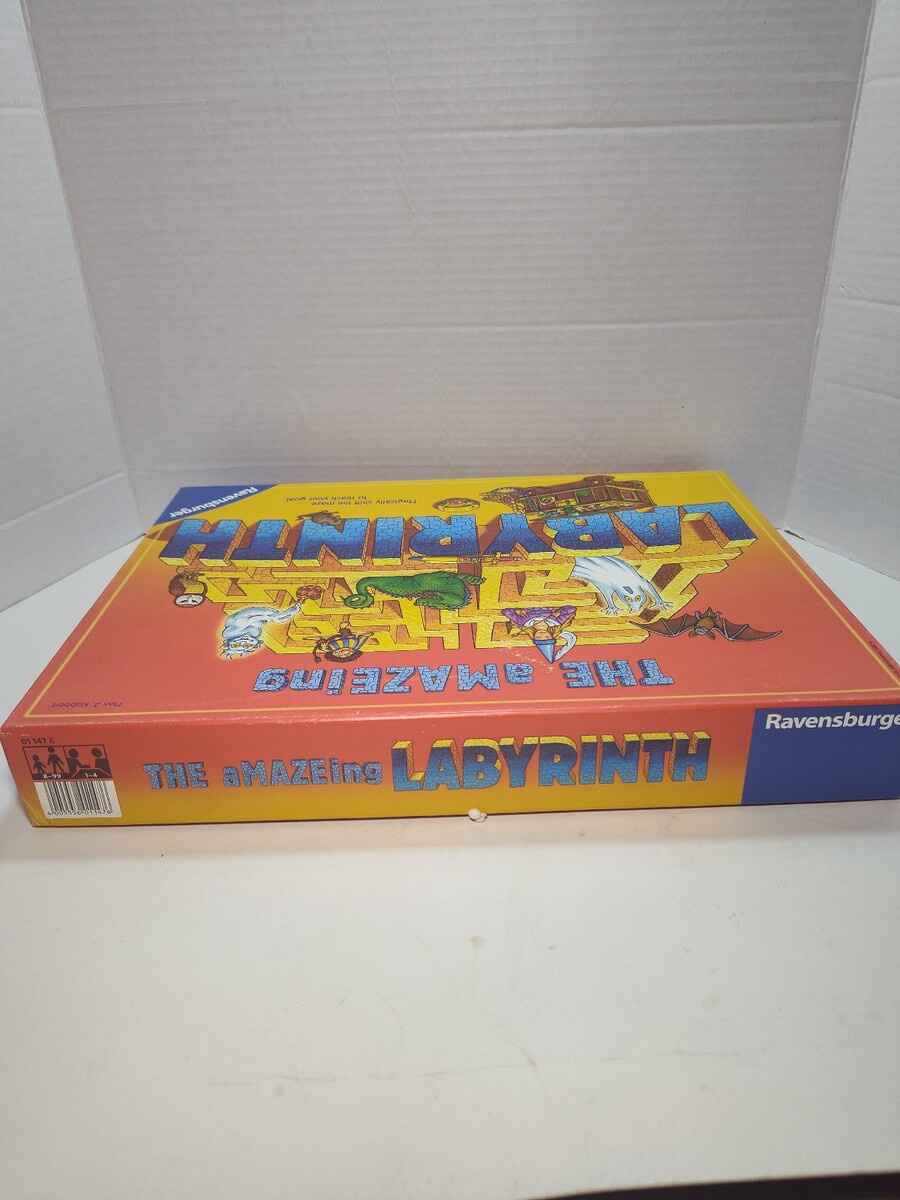 Ravensburger
Magically shift the maze
to reach your goal
LABYRINTH
THE aMAZEing
Max J. Kobbert
01 147 6
8-99 1-4
4005556011476
THE aMAZEing LABYRINTH
Ravensburge